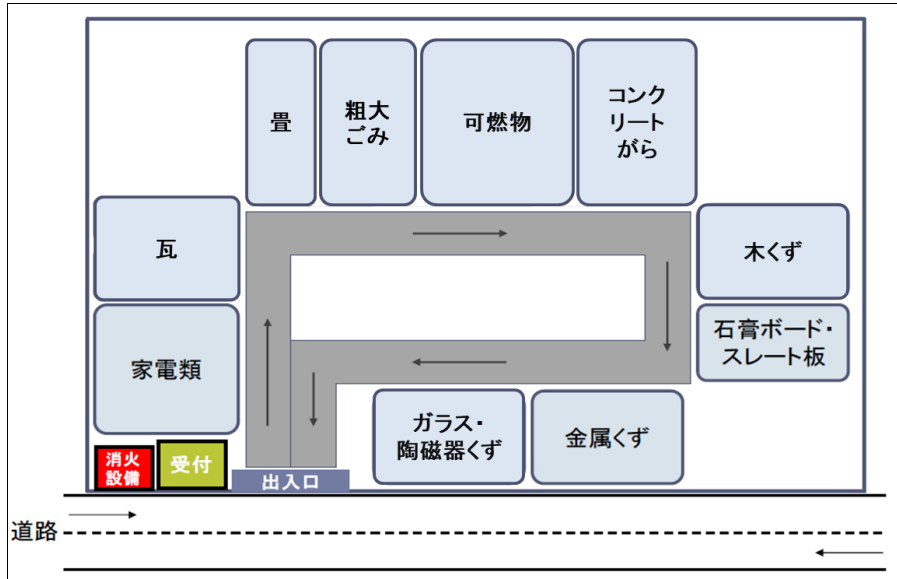 畳
粗大
ごみ
可燃物
コンク
リート
がら
瓦
木くず
家電類
石膏ボード・
スレート板
ガラス・
陶磁器くず
金属くず
消火
設備
受付
出入口
道路